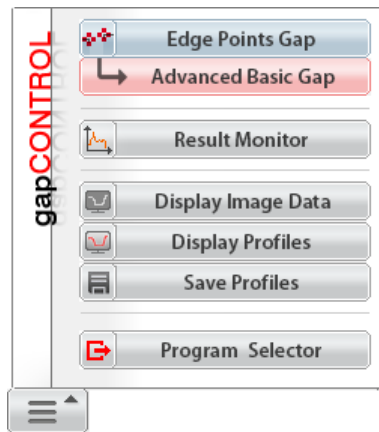 gapCONTROL
Edge Points Gap
Advanced Basic Gap
Result Monitor
Display Image Data
Display Profiles
Save Profiles
Program Selector